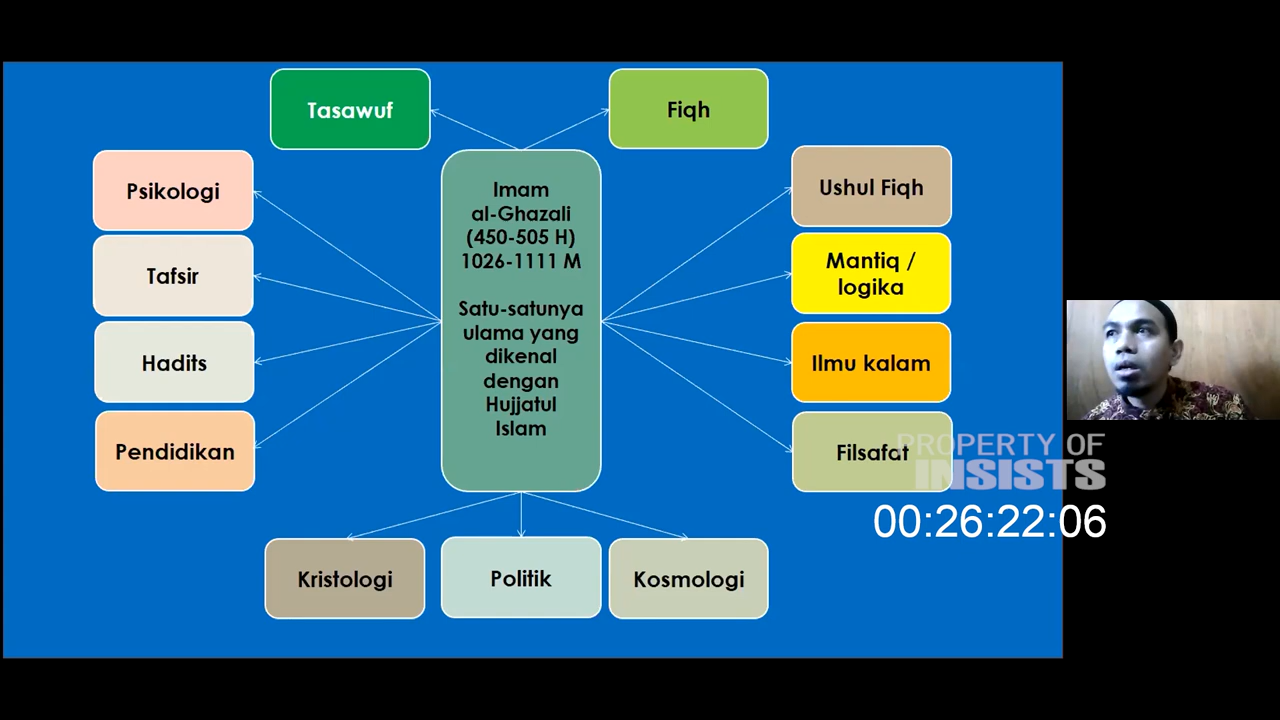 Tasawuf
Fiqh
Psikologi
Tafsir
Hadits
Pendidikan
Imam
al-Ghazali
(450-505 H)
1026-1111 M
Satu-satunya
ulama yang
dikenal
dengan
Hujjatul
Islam
Ushul Fiqh
Mantiq /
logika
Ilmu kalam
Filsafat
Kristologi
Politik
Kosmologi
PROPERTY OF
INSISTS
00:26:22:06